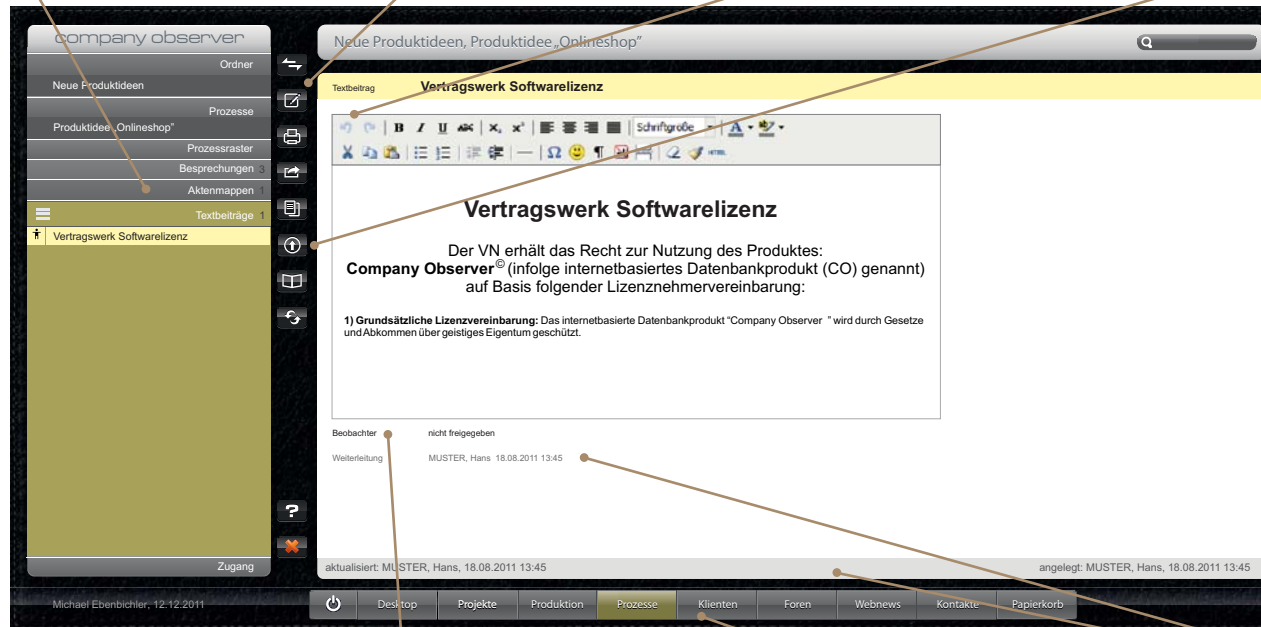 company observer
Ordner
Neue Produktideen
Prozesse
Produktidee „Onlineshop"
Prozessraster
Besprechungen 3
Aktenmappen 1
Textbeiträge 1
Vertragswerk Softwarelizenz
Zugang
Michael Ebenbichler, 12.12.2011
Neue Produktideen, Produktidee „Onlineshop"
Textbeitrag Vertragswerk Softwarelizenz
B I U ABC X, x² Schriftgröße A ab
Ω ¶ HTML
Vertragswerk Softwarelizenz
Der VN erhält das Recht zur Nutzung des Produktes:
Company Observer© (infolge internetbasiertes Datenbankprodukt (CO) genannt)
auf Basis folgender Lizenznehmervereinbarung:
1) Grundsätzliche Lizenzvereinbarung: Das internetbasierte Datenbankprodukt "Company Observer " wird durch Gesetze
und Abkommen über geistiges Eigentum geschützt.
Beobachter nicht freigegeben
Weiterleitung MUSTER, Hans 18.08.2011 13:45
?
aktualisiert: MUSTER, Hans, 18.08.2011 13:45 angelegt: MUSTER, Hans, 18.08.2011 13:45
Desktop Projekte Produktion Prozesse Klienten Foren Webnews Kontakte Papierkorb